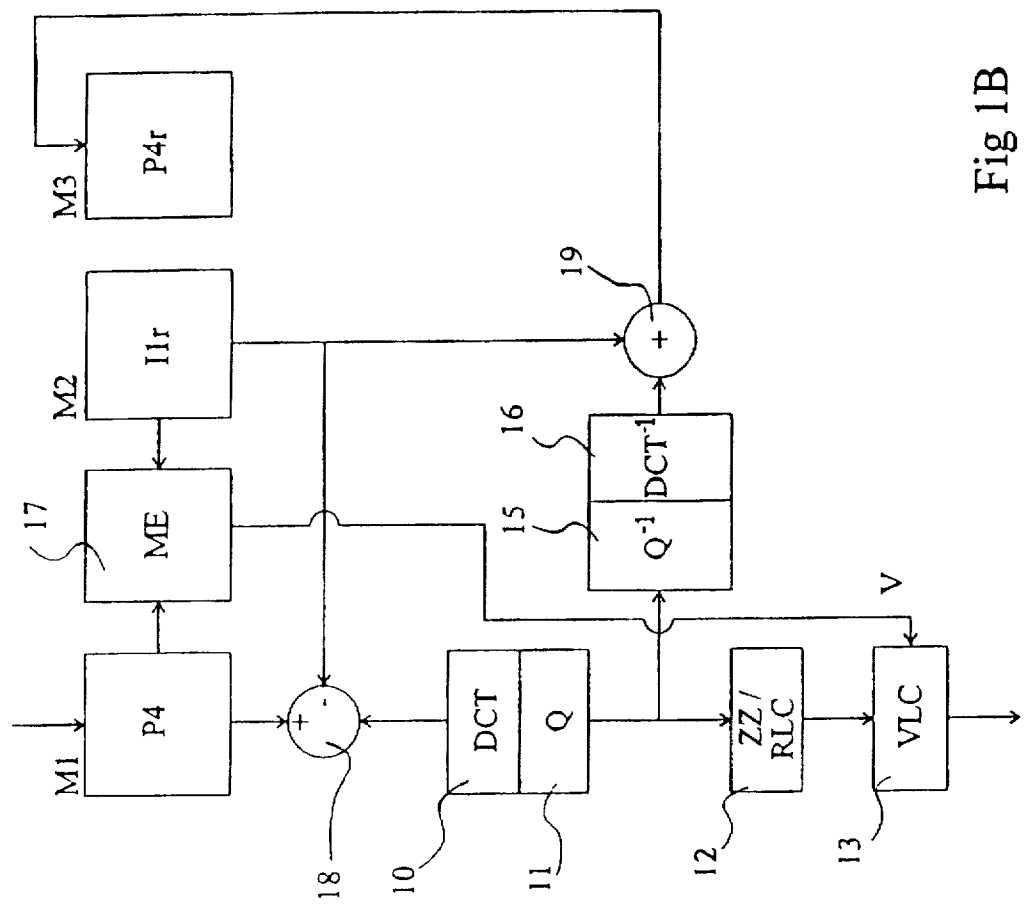 M1
P4
17
ME
M2
I1r
M3
P4r
+
-
18
19
+
10
DCT
11
Q
15
Q⁻¹
16
DCT⁻¹
V
12
ZZ /
RLC
13
VLC
Fig 1B